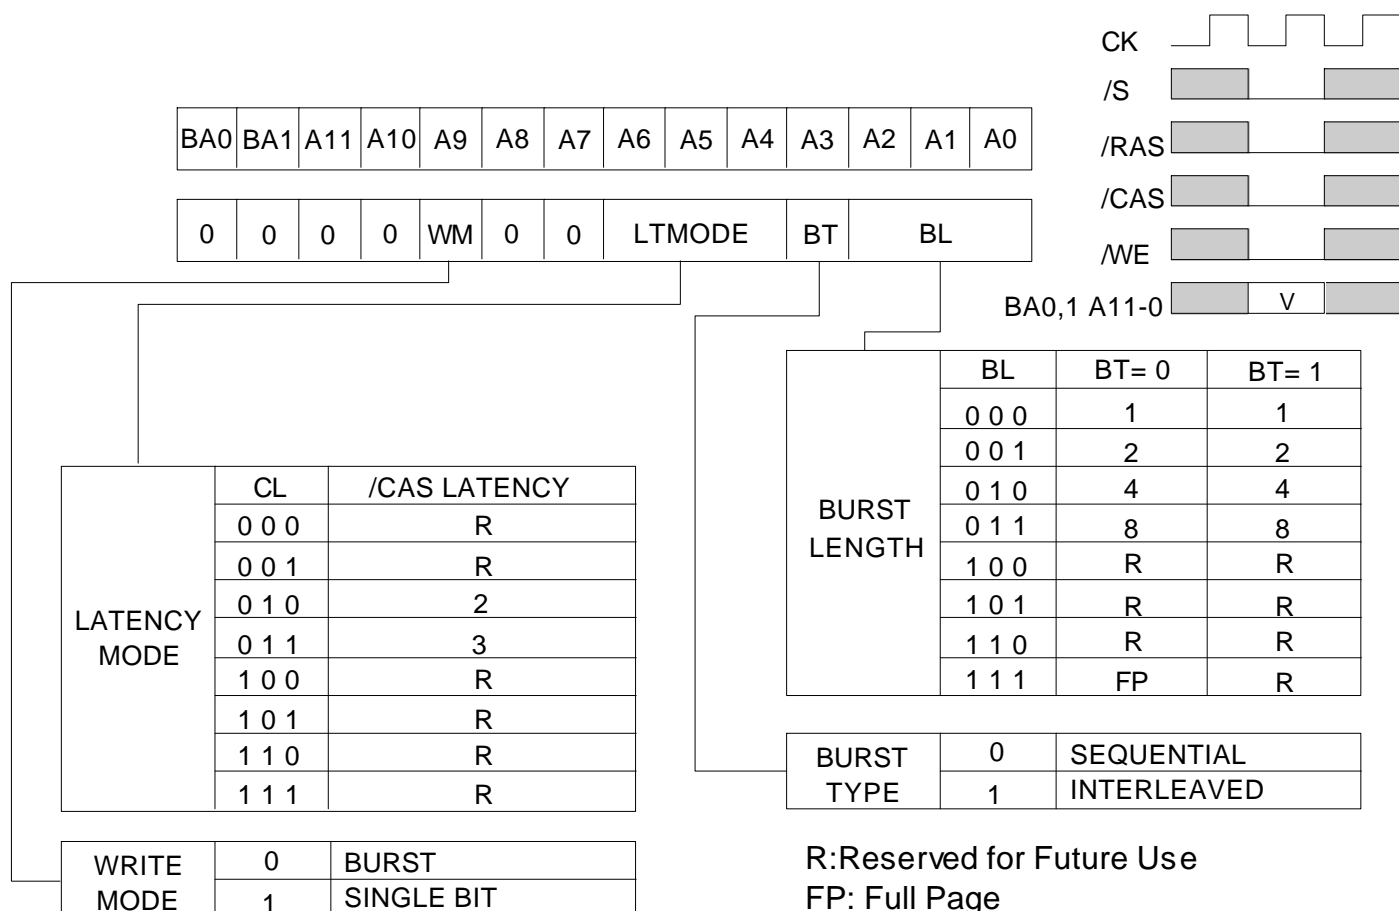 CK
/S
BA0 BA1 A11 A10 A9 A8 A7 A6 A5 A4 A3 A2 A1 A0
/RAS
/CAS
0 0 0 0 WM 0 0 LTMODE BT BL
/WE
BA0,1 A11-0 V
BL BT= 0 BT= 1
0 0 0 1 1
0 0 1 2 2
0 1 0 4 4
0 1 1 8 8
1 0 0 R R
1 0 1 R R
1 1 0 R R
1 1 1 FP R
BURST
LENGTH
CL /CAS LATENCY
0 0 0 R
0 0 1 R
0 1 0 2
0 1 1 3
1 0 0 R
1 0 1 R
1 1 0 R
1 1 1 R
LATENCY
MODE
BURST
TYPE
0 SEQUENTIAL
1 INTERLEAVED
WRITE
MODE
0 BURST
1 SINGLE BIT
R:Reserved for Future Use
FP: Full Page